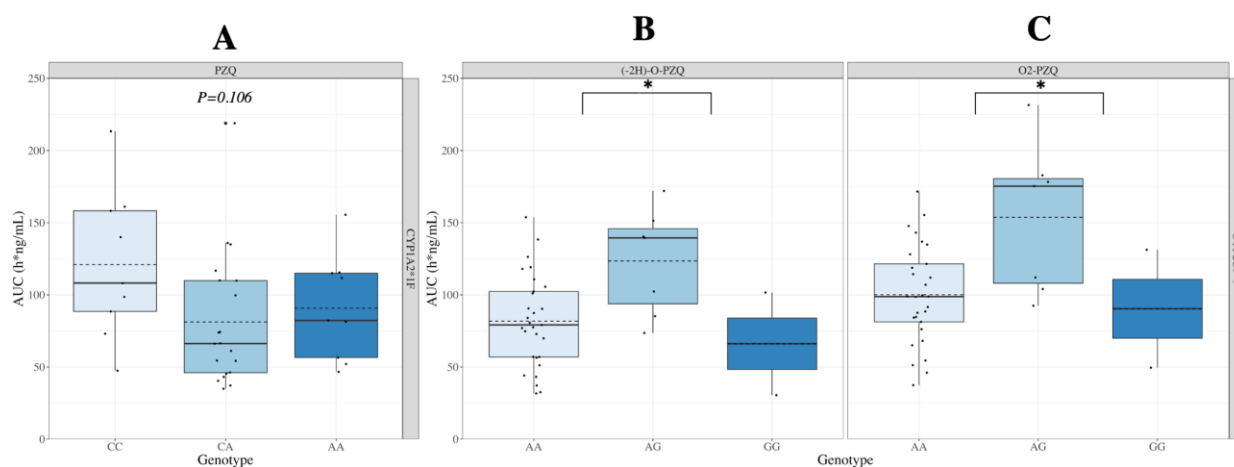 A
B
C
PZQ
(-2H)-O-PZQ
O2-PZQ
P=0.106
*
*
AUC (h*ng/mL)
250
200
150
100
50
0
CYP1A2*1F
CC
CA
AA
Genotype
AUC (h*ng/mL)
250
200
150
100
50
0
AA
AG
GG
AA
AG
GG
Genotype